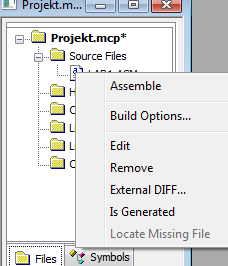 Projekt.m...
Projekt.mcp*
Source Files
Assemble
Build Options...
Edit
Remove
External DIFF...
Is Generated
Locate Missing File
Files
Symbols